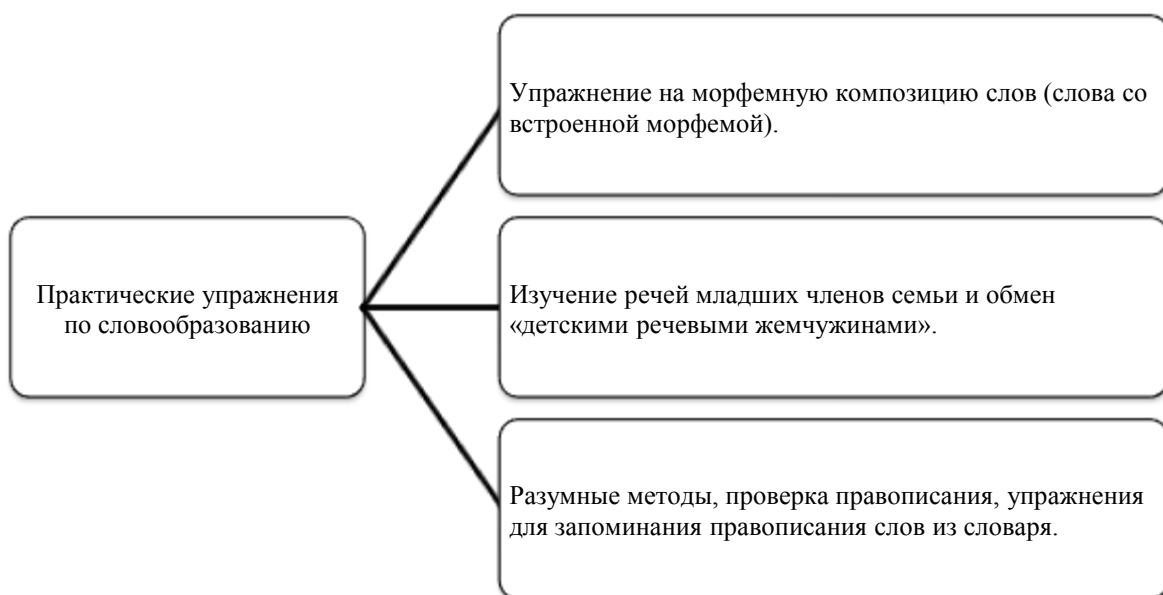 Упражнение на морфемную композицию слов (слова со
встроенной морфемой).
Практические упражнения
по словообразованию
Изучение речей младших членов семьи и обмен
«детскими речевыми жемчужинами».
Разумные методы, проверка правописания, упражнения
для запоминания правописания слов из словаря.